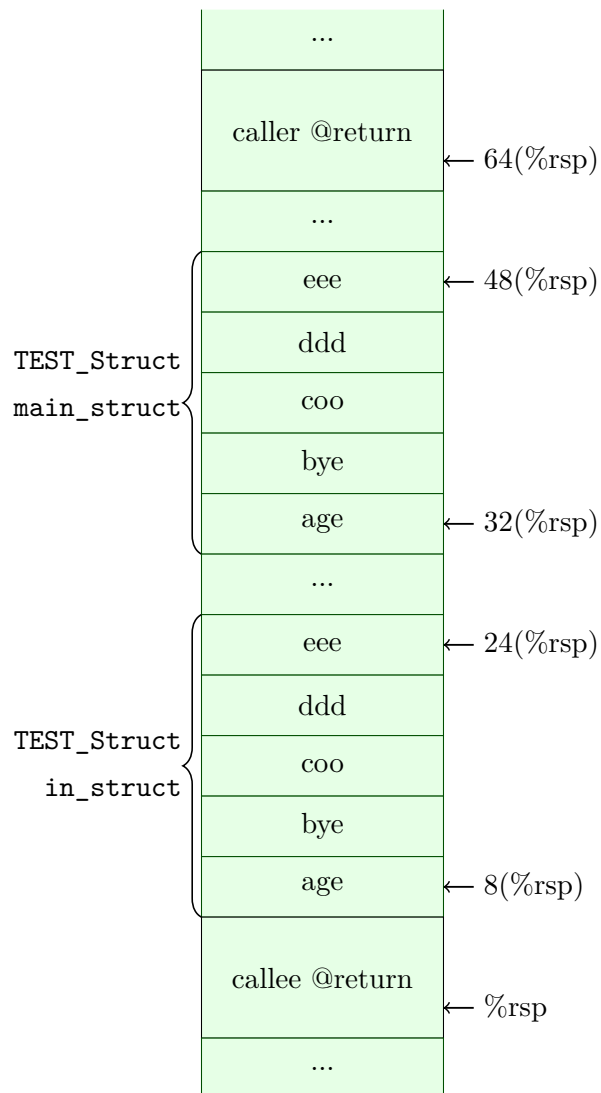 ...
caller @return
64(%rsp)
...
eee
48(%rsp)
ddd
TEST_Struct
main_struct
coo
bye
age
32(%rsp)
...
eee
24(%rsp)
ddd
TEST_Struct
in_struct
coo
bye
age
8(%rsp)
callee @return
%rsp
...